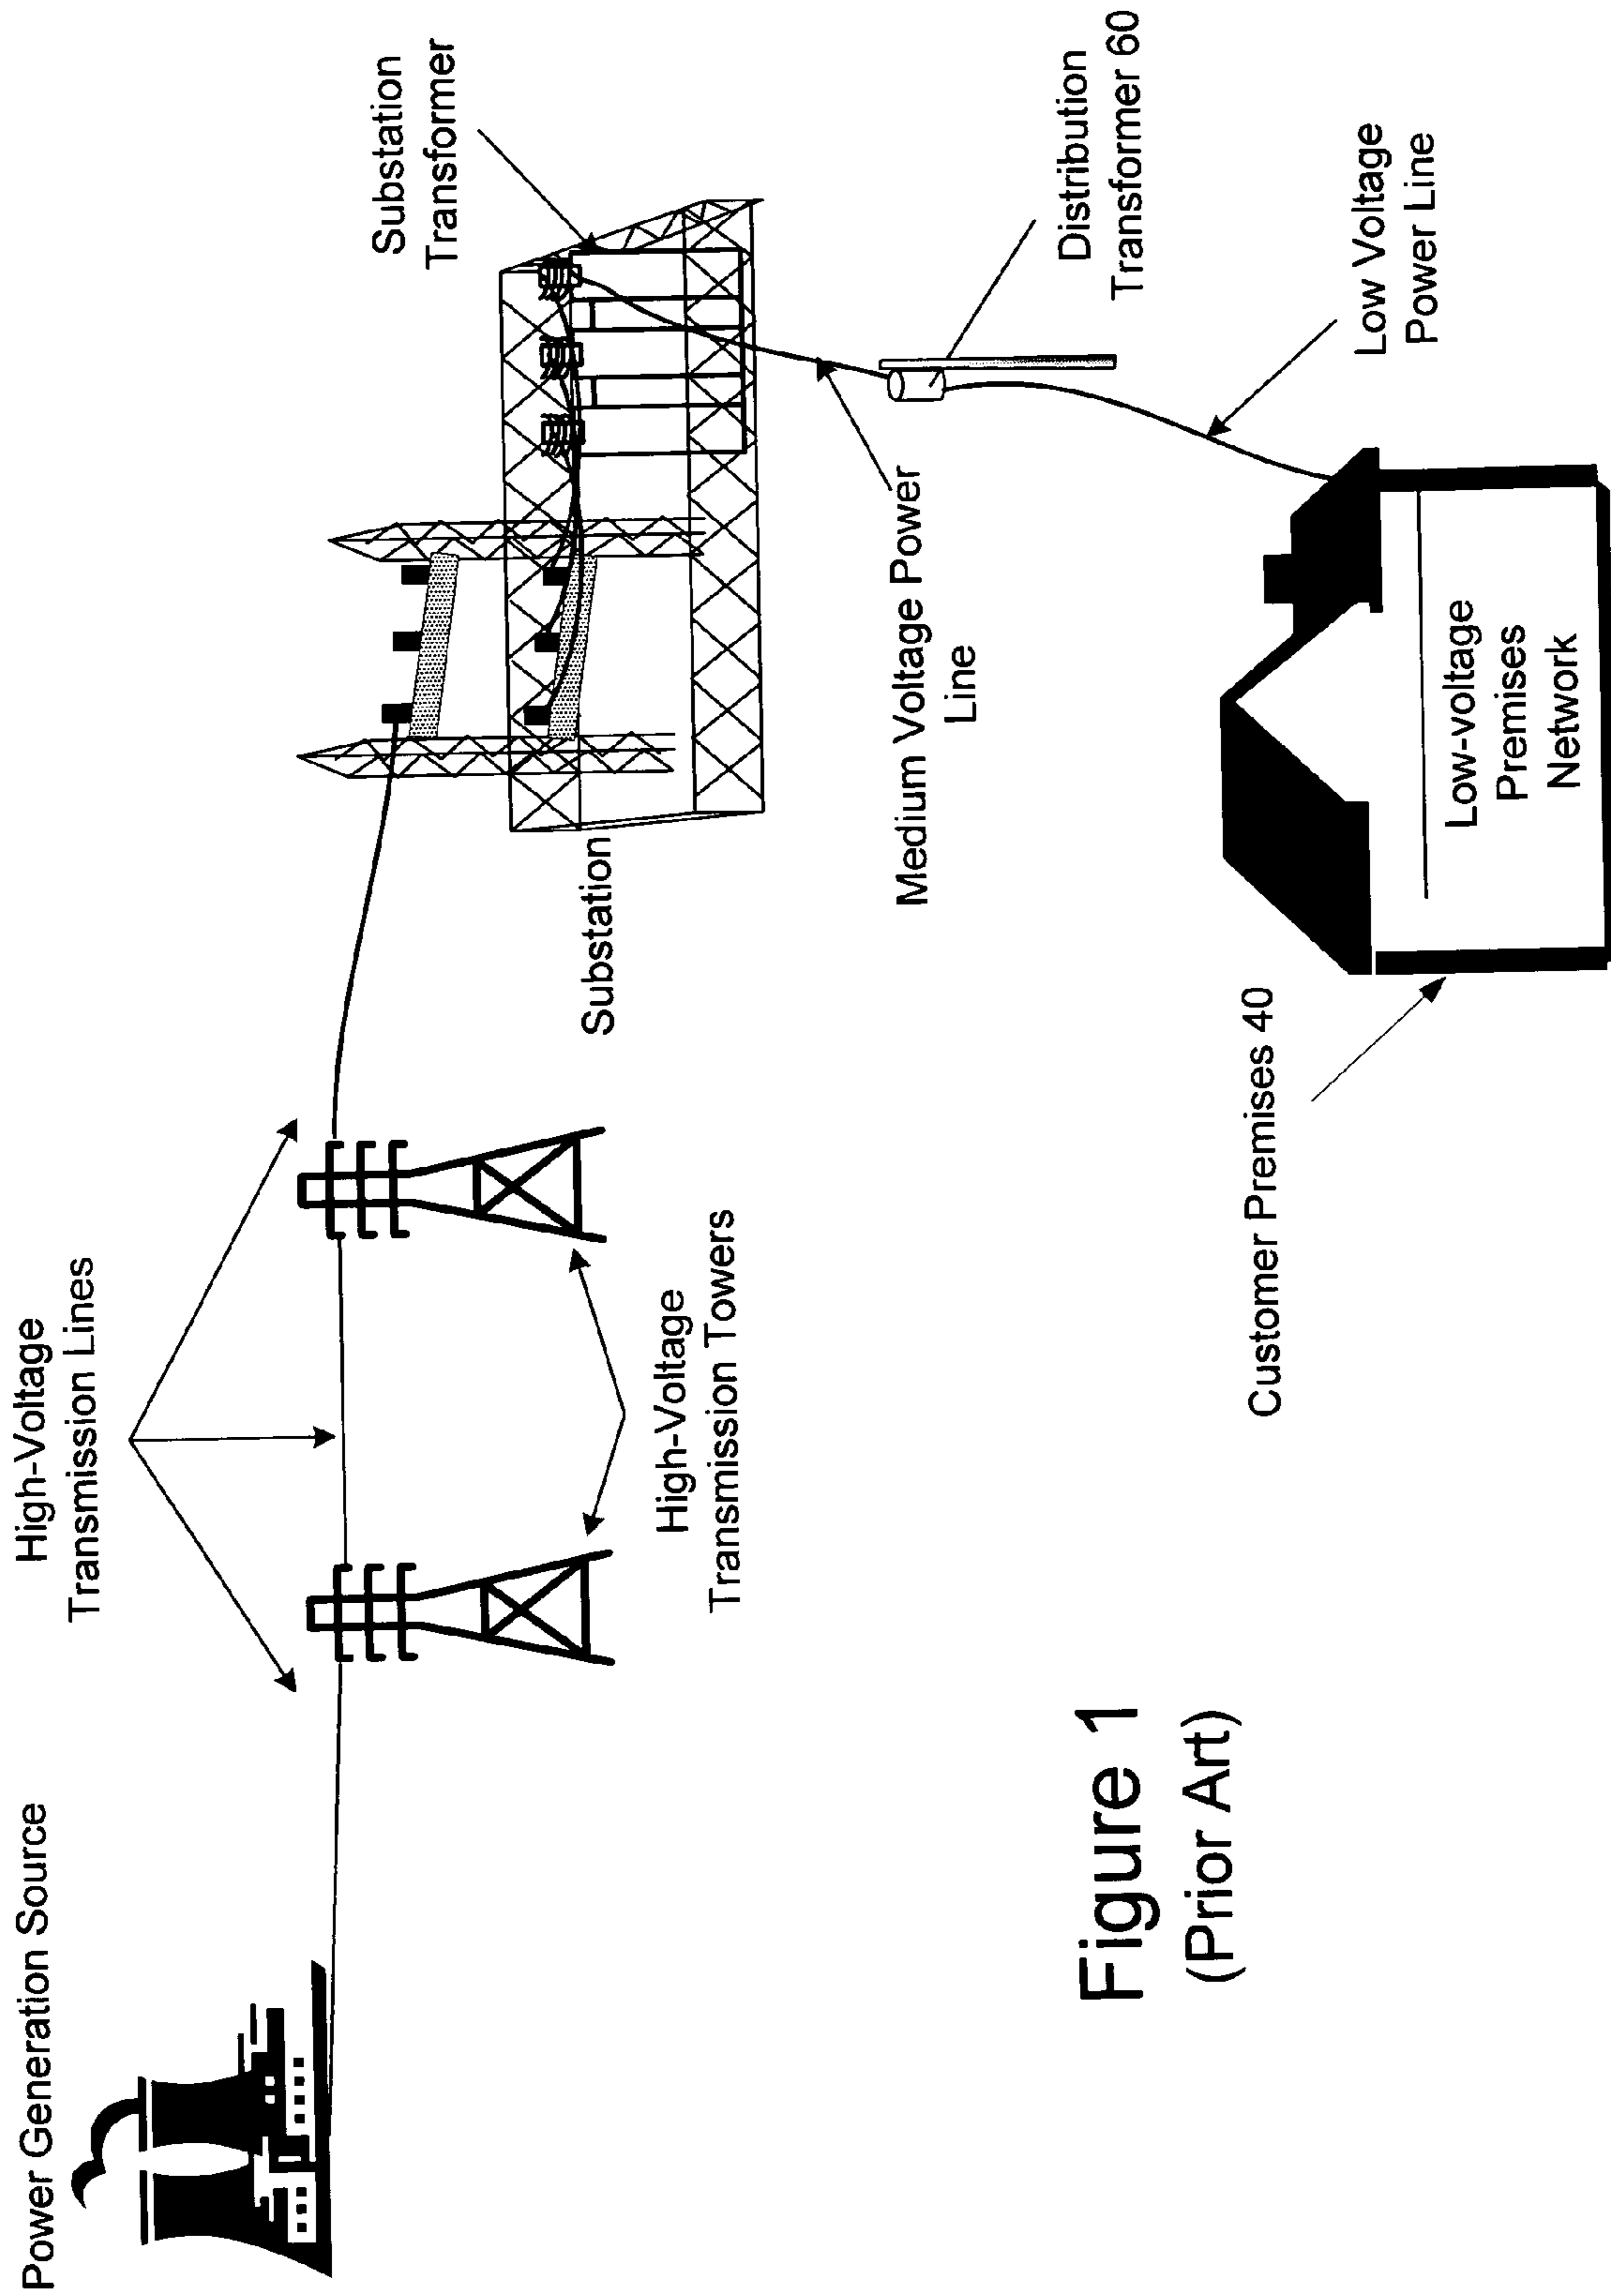 Power Generation Source
High-Voltage
Transmission Lines
High-Voltage
Transmission Towers
Substation
Substation
Transformer
Medium Voltage Power
Line
Distribution
Transformer 60
Low Voltage
Power Line
Customer Premises 40
Low-voltage
Premises
Network
Figure 1
(Prior Art)